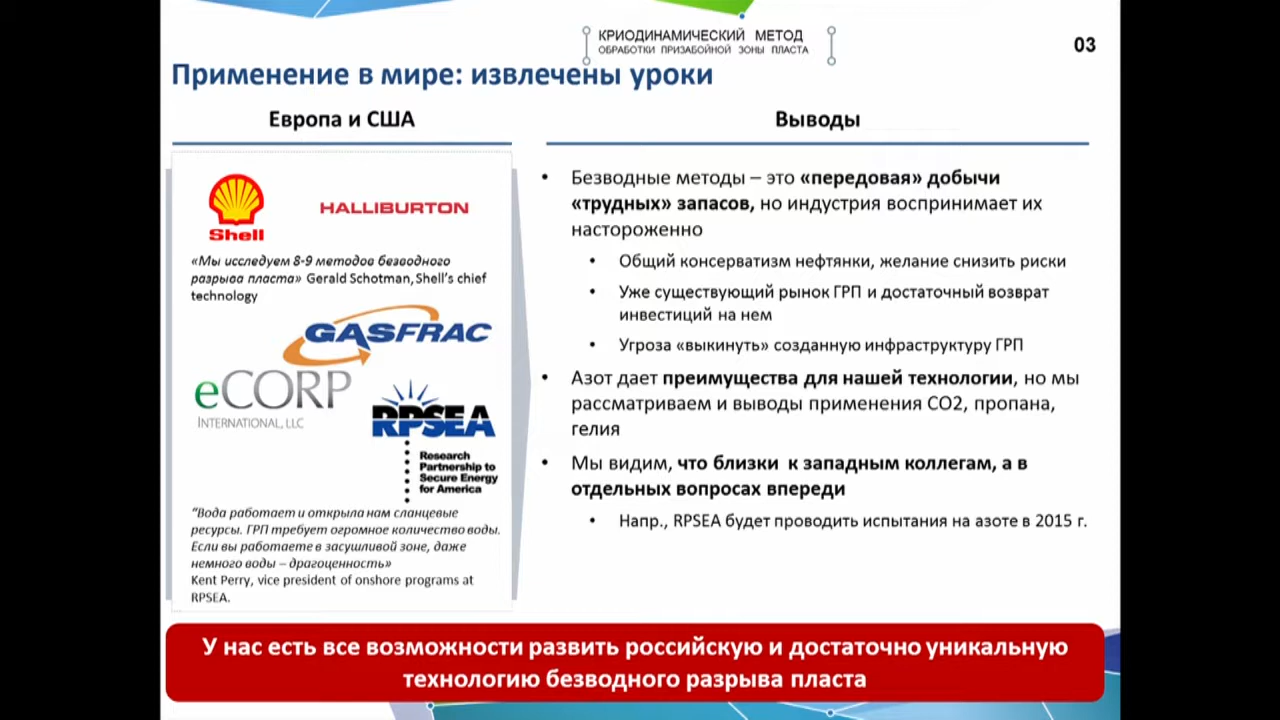 КРИОДИНАМИЧЕСКИЙ МЕТОД
ОБРАБОТКИ ПРИЗАБОЙНОЙ ЗОНЫ ПЛАСТА
03
Применение в мире: извлечены уроки
Европа и США
Shell
HALLIBURTON
«Мы исследуем 8-9 методов безводного
разрыва пласта» Gerald Schotman, Shell's chief
technology
GASFRAC
eCORP
INTERNATIONAL, LLC
RPSEA
Research
Partnership to
Secure Energy
for America
"Вода работает и открыла нам сланцевые
ресурсы. ГРП требует огромное количество воды.
Если вы работаете в засушливой зоне, даже
немного воды – драгоценность»
Kent Perry, vice president of onshore programs at
RPSEA.
Выводы
• Безводные методы – это «передовая» добычи
«трудных» запасов, но индустрия воспринимает их
настороженно
• Общий консерватизм нефтянки, желание снизить риски
• Уже существующий рынок ГРП и достаточный возврат
инвестиций на нем
• Угроза «выкинуть» созданную инфраструктуру ГРП
• Азот дает преимущества для нашей технологии, но мы
рассматриваем и выводы применения СО2, пропана,
гелия
• Мы видим, что близки к западным коллегам, а в
отдельных вопросах впереди
• Напр., RPSEA будет проводить испытания на азоте в 2015 г.
У нас есть все возможности развить российскую и достаточно уникальную
технологию безводного разрыва пласта